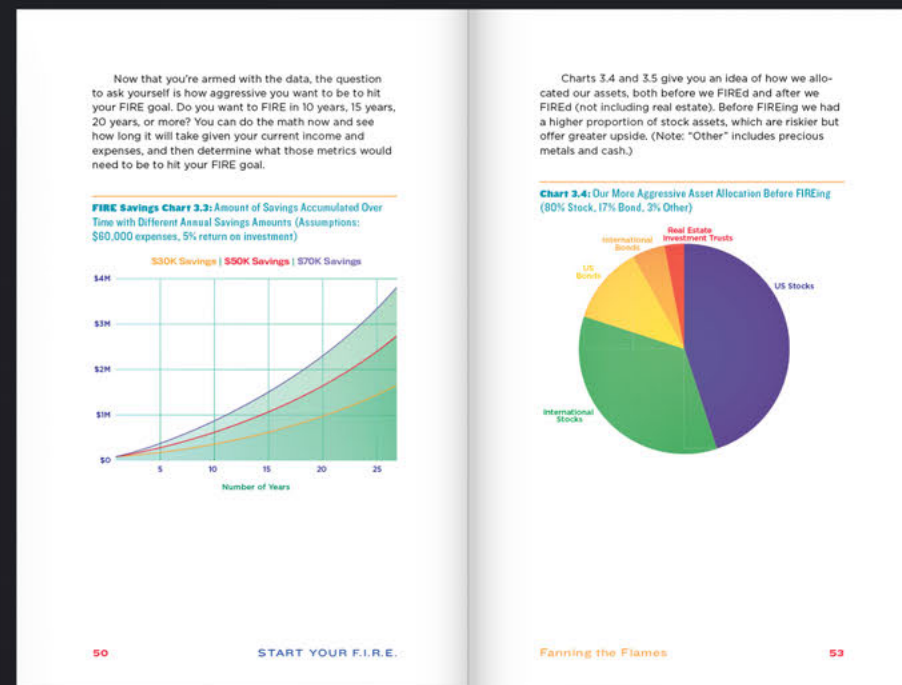 Now that you're armed with the data, the question
to ask yourself is how aggressive you want to be to hit
your FIRE goal. Do you want to FIRE in 10 years, 15 years,
20 years, or more? You can do the math now and see
how long it will take given your current income and
expenses, and then determine what those metrics would
need to be to hit your FIRE goal.
FIRE Savings Chart 3.3: Amount of Savings Accumulated Over
Time with Different Annual Savings Amounts (Assumptions:
$60,000 expenses, 5% return on investment)
$30K Savings | $50K Savings | $70K Savings
$4M
$3M
$2M
$1M
$0
5 10 15 20 25
Number of Years
50 START YOUR F.I.R.E.
Charts 3.4 and 3.5 give you an idea of how we allo-
cated our assets, both before we FIREd and after we
FIREd (not including real estate). Before FIREing we had
a higher proportion of stock assets, which are riskier but
offer greater upside. (Note: "Other" includes precious
metals and cash.)
Chart 3.4: Our More Aggressive Asset Allocation Before FIREing
(80% Stock, 17% Bond, 3% Other)
Real Estate
Investment Trusts
International
Bonds
US
Bonds
US Stocks
International
Stocks
Fanning the Flames 53